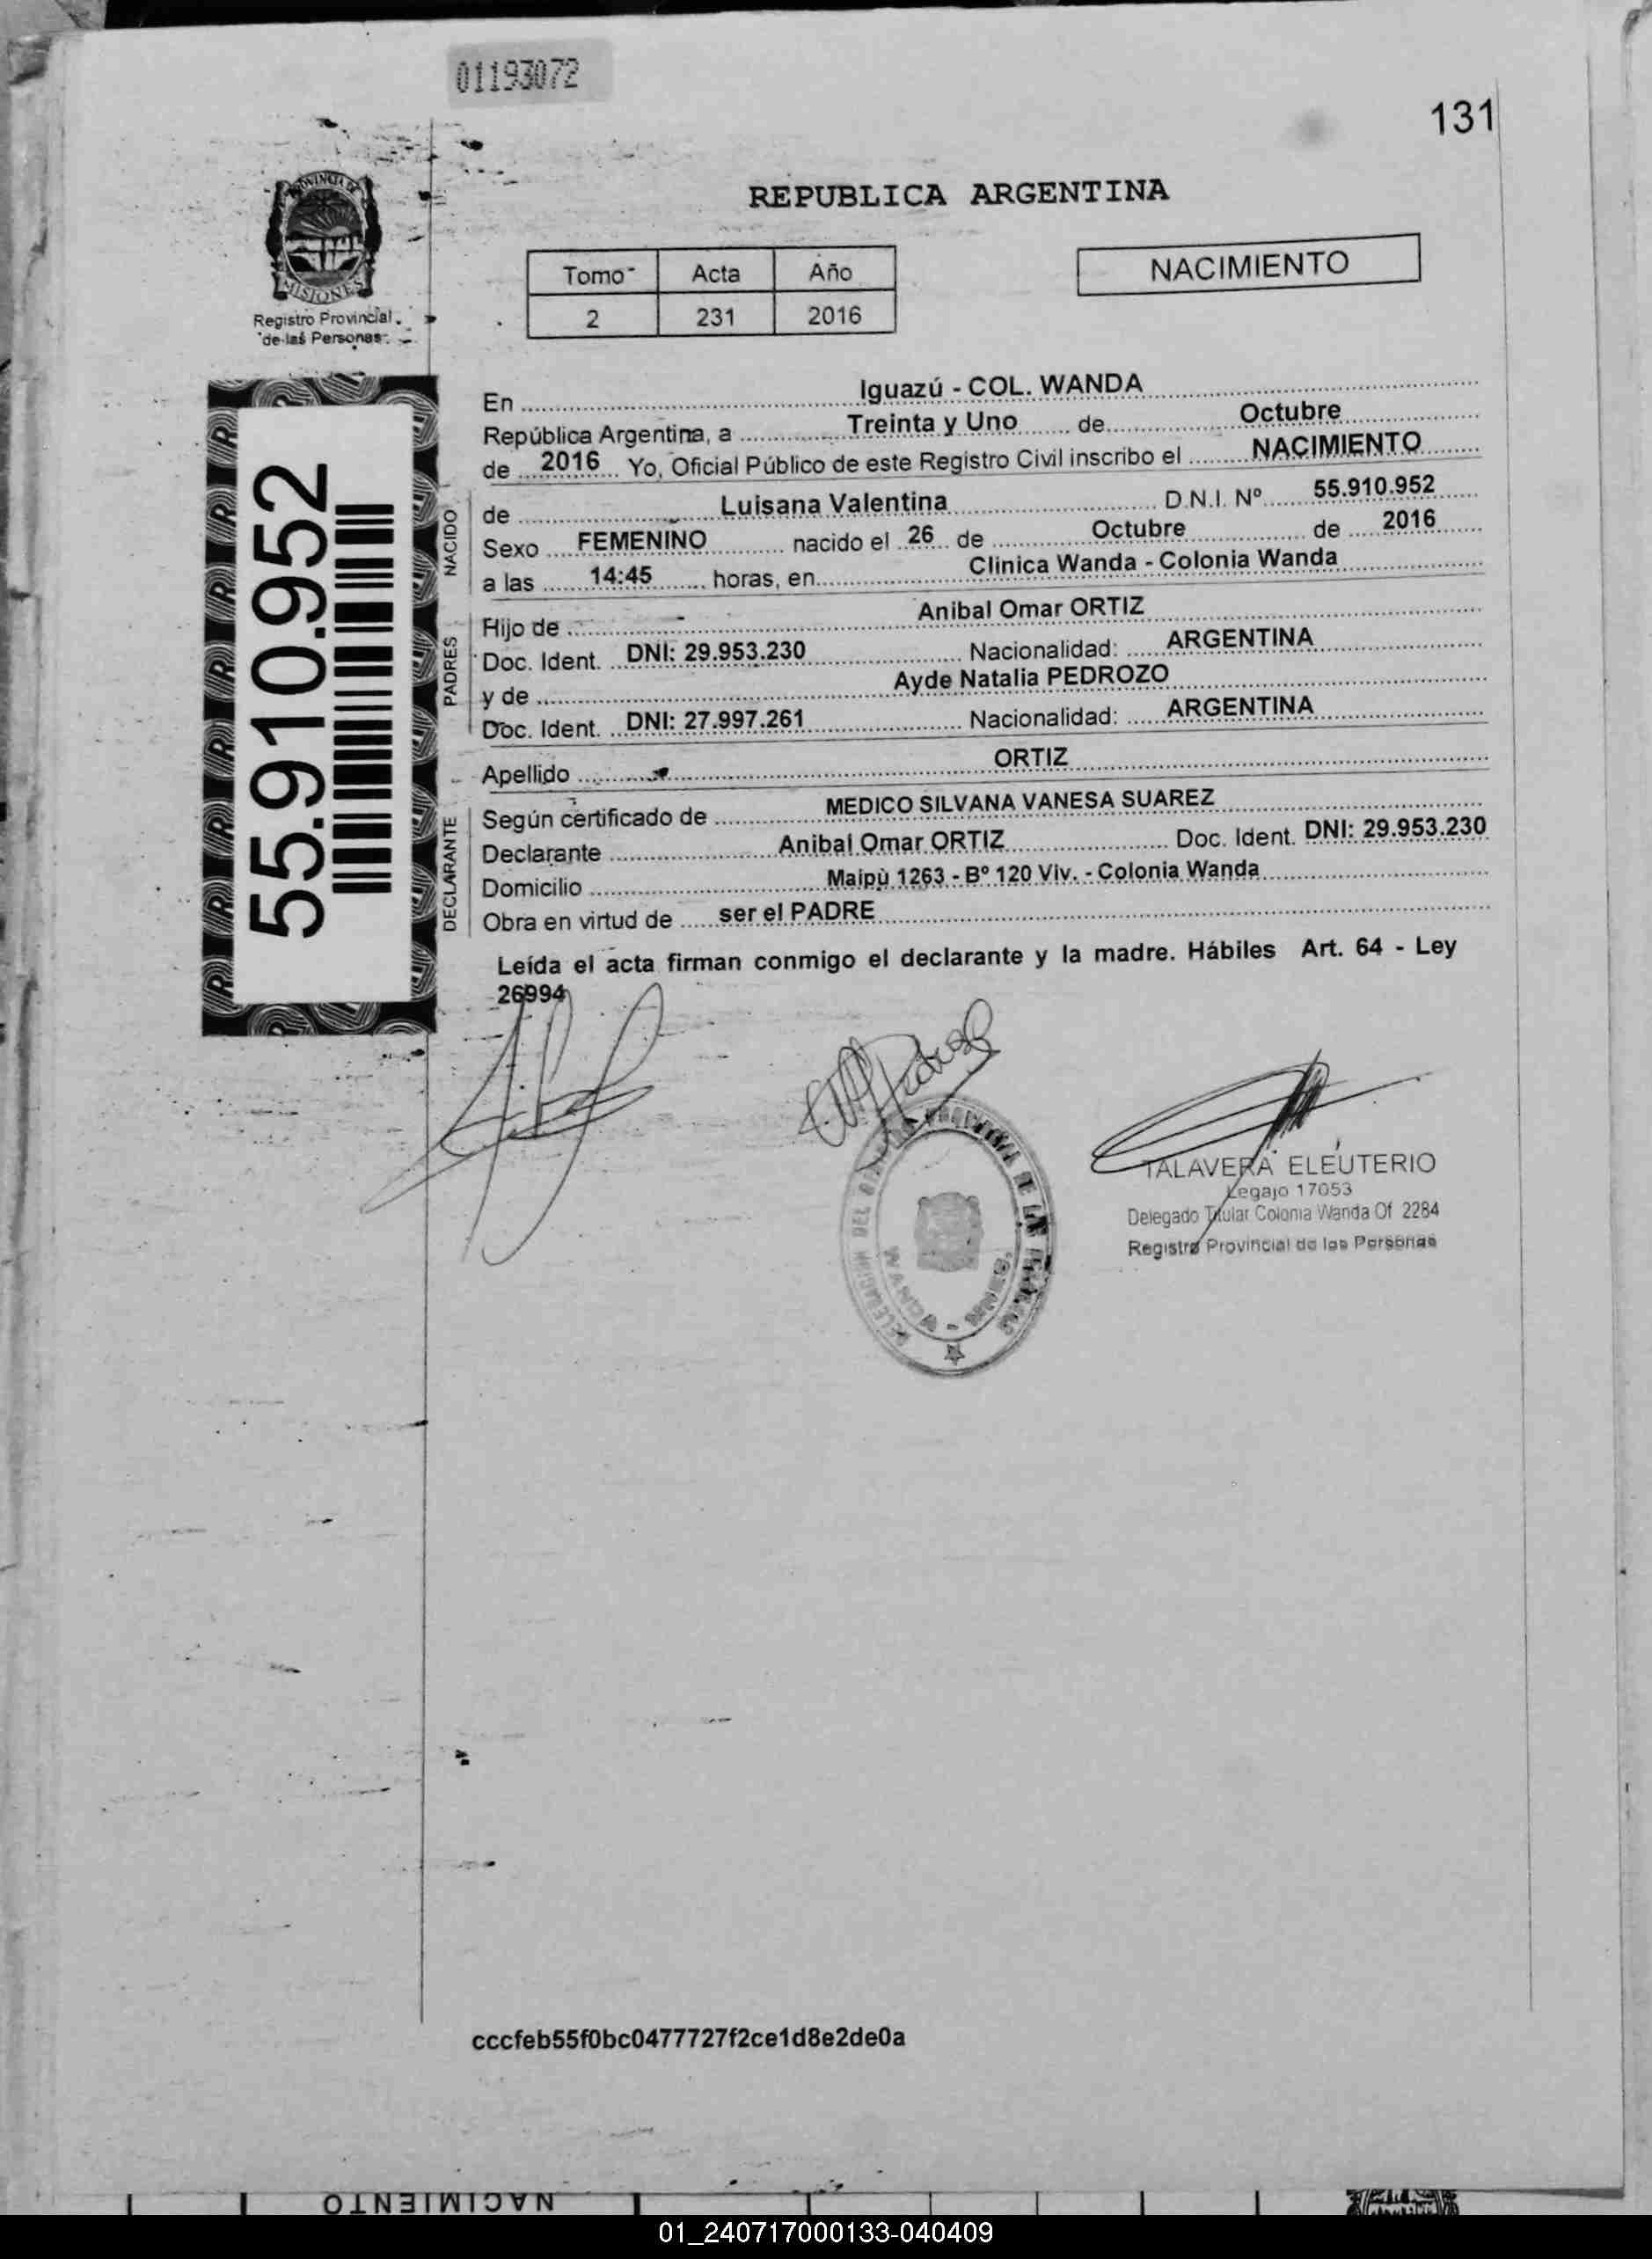 01193072
131
PROVINCIA DE
MISIONES
Registro Provincial
de las Personas
REPUBLICA ARGENTINA
Tomo Acta Año
2 231 2016
NACIMIENTO
55.910.952
En Iguazú - COL. WANDA
República Argentina, a Treinta y Uno de Octubre
de 2016 Yo, Oficial Público de este Registro Civil inscribo el NACIMIENTO
NACIDO
de Luisana Valentina D.N.I. Nº 55.910.952
Sexo FEMENINO nacido el 26 de Octubre de 2016
a las 14:45 horas, en Clinica Wanda - Colonia Wanda
PADRES
Hijo de Anibal Omar ORTIZ
Doc. Ident. DNI: 29.953.230 Nacionalidad: ARGENTINA
y de Ayde Natalia PEDROZO
Doc. Ident. DNI: 27.997.261 Nacionalidad: ARGENTINA
Apellido ORTIZ
DECLARANTE
Según certificado de MEDICO SILVANA VANESA SUAREZ
Declarante Anibal Omar ORTIZ Doc. Ident. DNI: 29.953.230
Domicilio Maipù 1263 - Bº 120 Viv. - Colonia Wanda
Obra en virtud de ser el PADRE
Leída el acta firman conmigo el declarante y la madre. Hábiles Art. 64 - Ley
26994
TALAVERA ELEUTERIO
Legajo 17053
Delegado Titular Colonia Wanda Of 2284
Registro Provincial de las Personas
WANDA - MNES.
cccfeb55f0bc0477727f2ce1d8e2de0a
NACIMIENTO
01_240717000133-040409